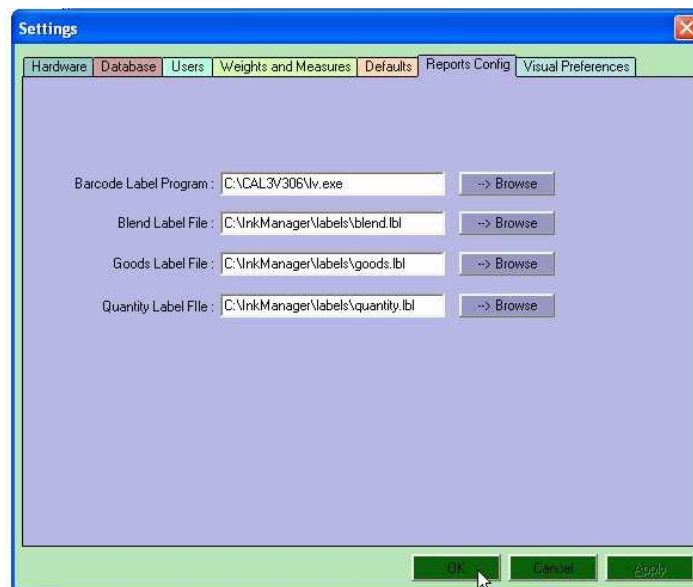 Settings
Hardware Database Users Weights and Measures Defaults Reports Config Visual Preferences
Barcode Label Program : C:\CAL3V306\lv.exe --> Browse
Blend Label File : C:\InkManager\labels\blend.lbl --> Browse
Goods Label File : C:\InkManager\labels\goods.lbl --> Browse
Quantity Label FIle : C:\InkManager\labels\quantity.lbl --> Browse
OK Cancel Apply